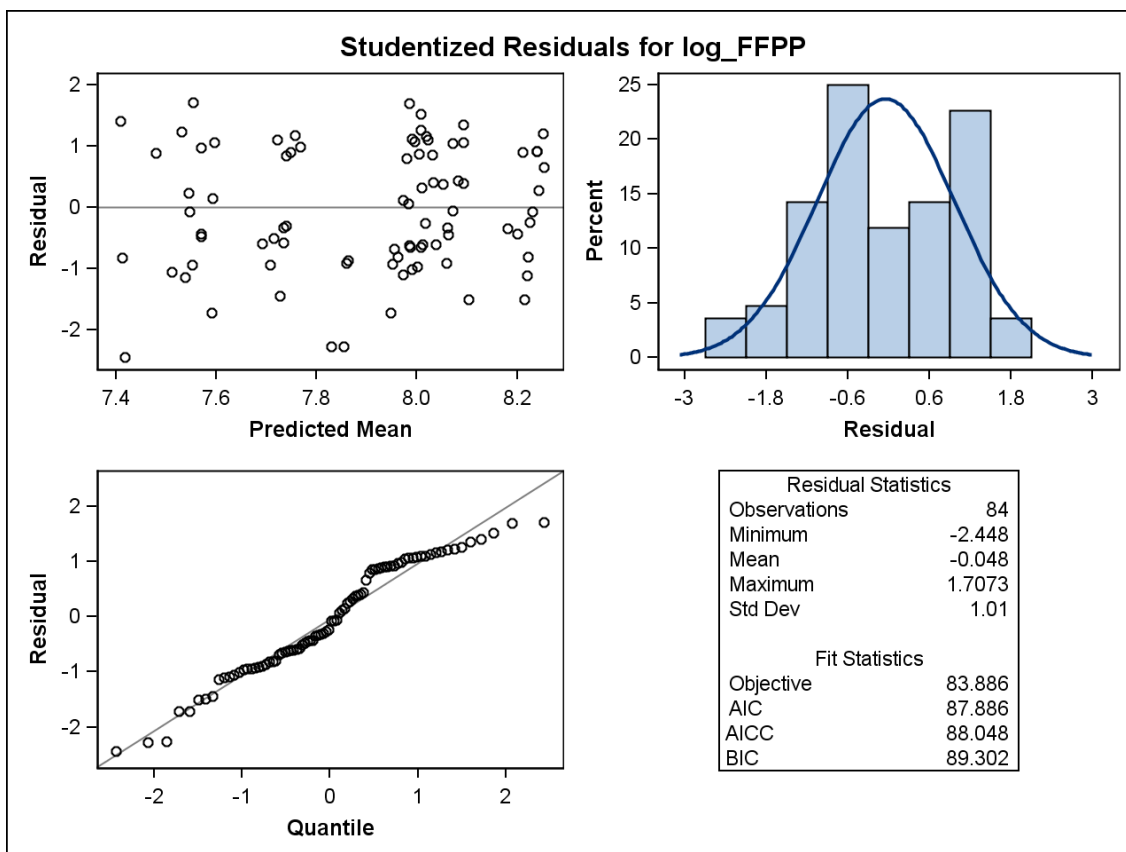 Studentized Residuals for log_FFPP
2
1
0
-1
-2
Residual
7.4 7.6 7.8 8.0 8.2
Predicted Mean
25
20
15
10
5
0
Percent
-3 -1.8 -0.6 0.6 1.8 3
Residual
2
1
0
-1
-2
Residual
-2 -1 0 1 2
Quantile
Residual Statistics
Observations 84
Minimum -2.448
Mean -0.048
Maximum 1.7073
Std Dev 1.01
Fit Statistics
Objective 83.886
AIC 87.886
AICC 88.048
BIC 89.302